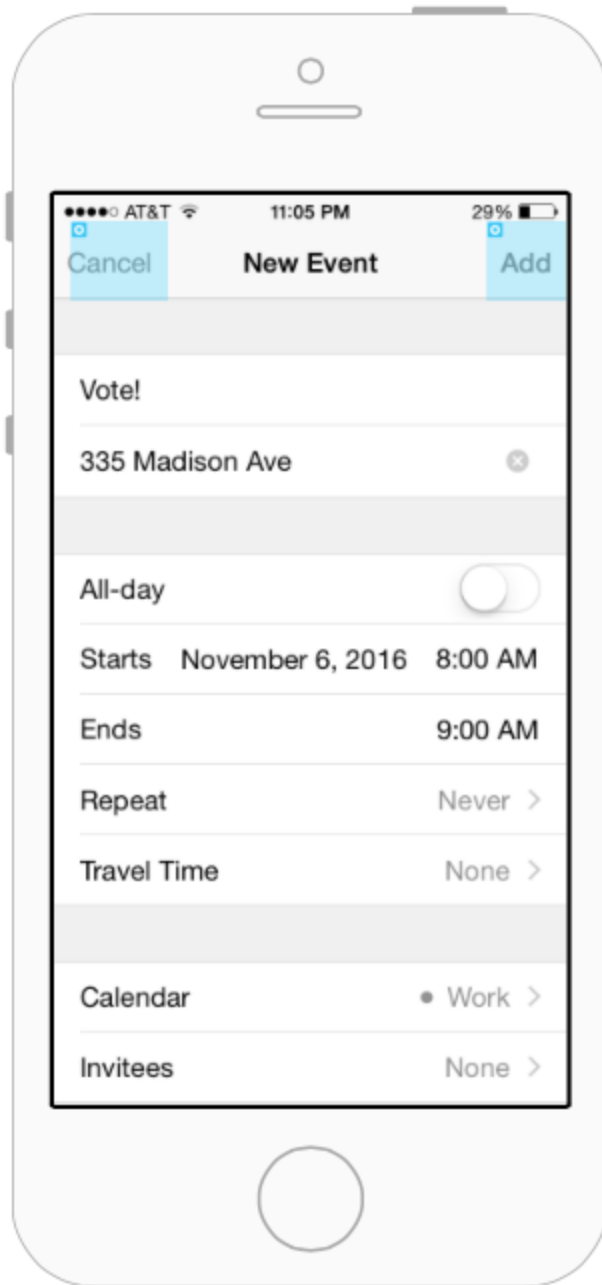 AT&T 11:05 PM 29%
Cancel New Event Add
Vote!
335 Madison Ave
All-day
Starts November 6, 2016 8:00 AM
Ends 9:00 AM
Repeat Never
Travel Time None
Calendar Work
Invitees None